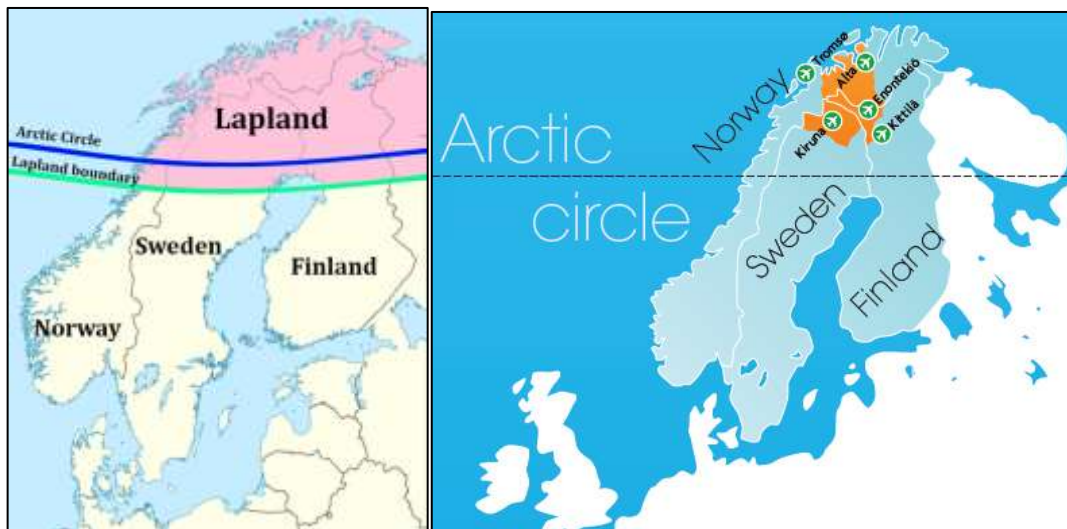 Lapland
Arctic Circle
Lapland boundary
Sweden
Finland
Norway
Tromsø
Alta
Norway
Enontekiö
Kiruna
Kittilä
Arctic
circle
Sweden
Finland